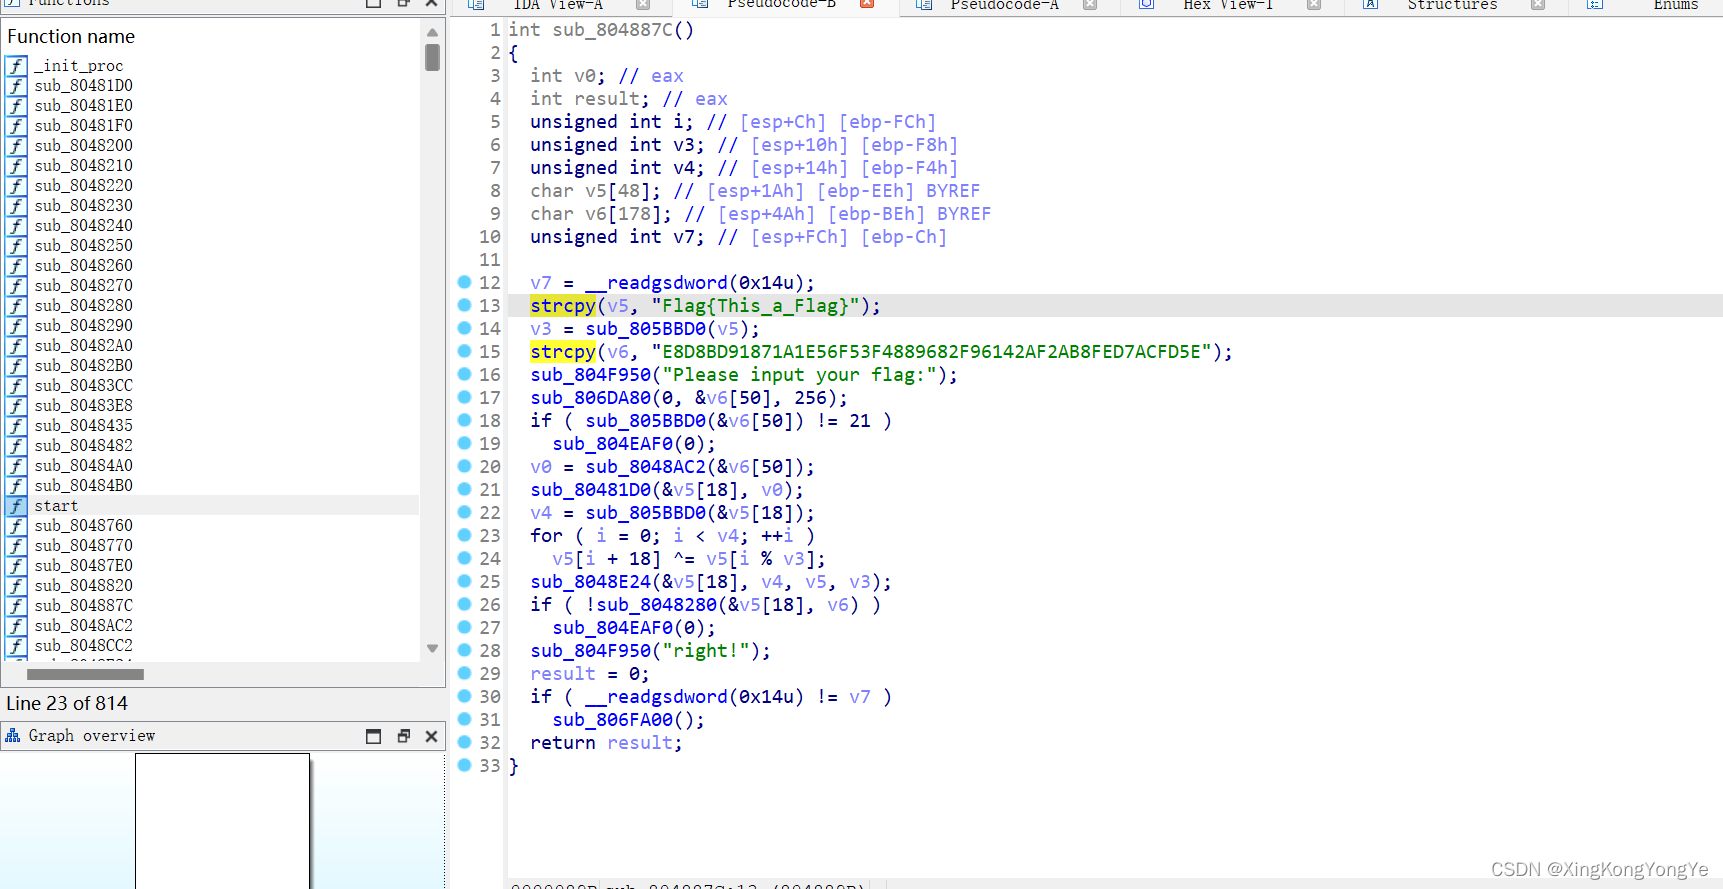 Functions
Function name
_init_proc
sub_80481D0
sub_80481E0
sub_80481F0
sub_8048200
sub_8048210
sub_8048220
sub_8048230
sub_8048240
sub_8048250
sub_8048260
sub_8048270
sub_8048280
sub_8048290
sub_80482A0
sub_80482B0
sub_80483CC
sub_80483E8
sub_8048435
sub_8048482
sub_80484A0
sub_80484B0
start
sub_8048760
sub_8048770
sub_80487E0
sub_8048820
sub_804887C
sub_8048AC2
sub_8048CC2
Line 23 of 814
Graph overview
IDA View-A Pseudocode-B Pseudocode-A Hex View-1 Structures Enums
1 int sub_804887C()
2 {
3 int v0; // eax
4 int result; // eax
5 unsigned int i; // [esp+Ch] [ebp-FCh]
6 unsigned int v3; // [esp+10h] [ebp-F8h]
7 unsigned int v4; // [esp+14h] [ebp-F4h]
8 char v5[48]; // [esp+1Ah] [ebp-EEh] BYREF
9 char v6[178]; // [esp+4Ah] [ebp-BEh] BYREF
10 unsigned int v7; // [esp+FCh] [ebp-Ch]
11
12 v7 = __readgsdword(0x14u);
13 strcpy(v5, "Flag{This_a_Flag}");
14 v3 = sub_805BBD0(v5);
15 strcpy(v6, "E8D8BD91871A1E56F53F4889682F96142AF2AB8FED7ACFD5E");
16 sub_804F950("Please input your flag:");
17 sub_806DA80(0, &v6[50], 256);
18 if ( sub_805BBD0(&v6[50]) != 21 )
19 sub_804EAF0(0);
20 v0 = sub_8048AC2(&v6[50]);
21 sub_80481D0(&v5[18], v0);
22 v4 = sub_805BBD0(&v5[18]);
23 for ( i = 0; i < v4; ++i )
24 v5[i + 18] ^= v5[i % v3];
25 sub_8048E24(&v5[18], v4, v5, v3);
26 if ( !sub_8048280(&v5[18], v6) )
27 sub_804EAF0(0);
28 sub_804F950("right!");
29 result = 0;
30 if ( __readgsdword(0x14u) != v7 )
31 sub_806FA00();
32 return result;
33 }
CSDN @XingKongYongYe